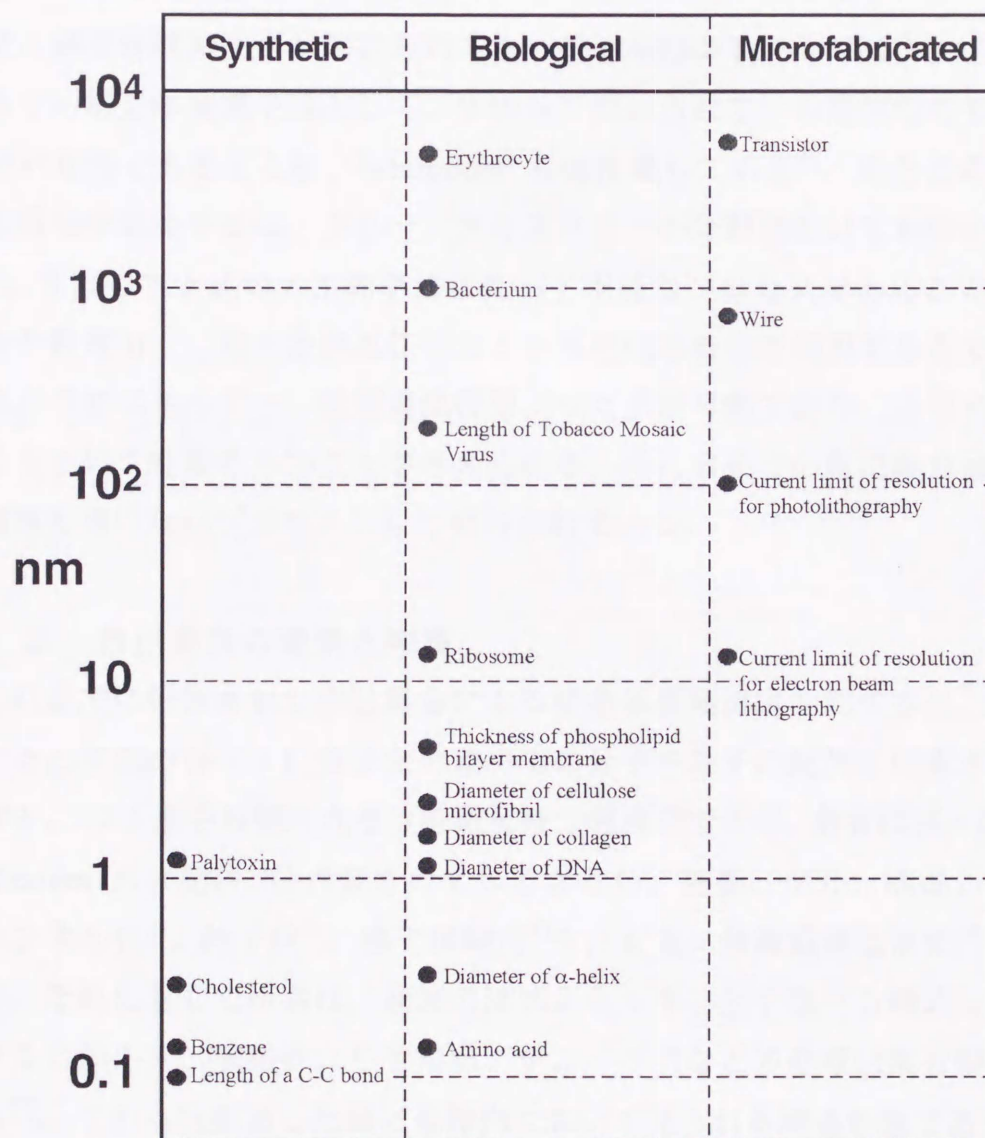 Synthetic Biological Microfabricated
10⁴
Erythrocyte
Transistor
10³
Bacterium
Wire
Length of Tobacco Mosaic
Virus
10²
Current limit of resolution
for photolithography
nm
Ribosome
Current limit of resolution
for electron beam
lithography
10
Thickness of phospholipid
bilayer membrane
Diameter of cellulose
microfibril
Diameter of collagen
Palytoxin
Diameter of DNA
1
Cholesterol
Diameter of α-helix
Benzene
Amino acid
0.1
Length of a C-C bond